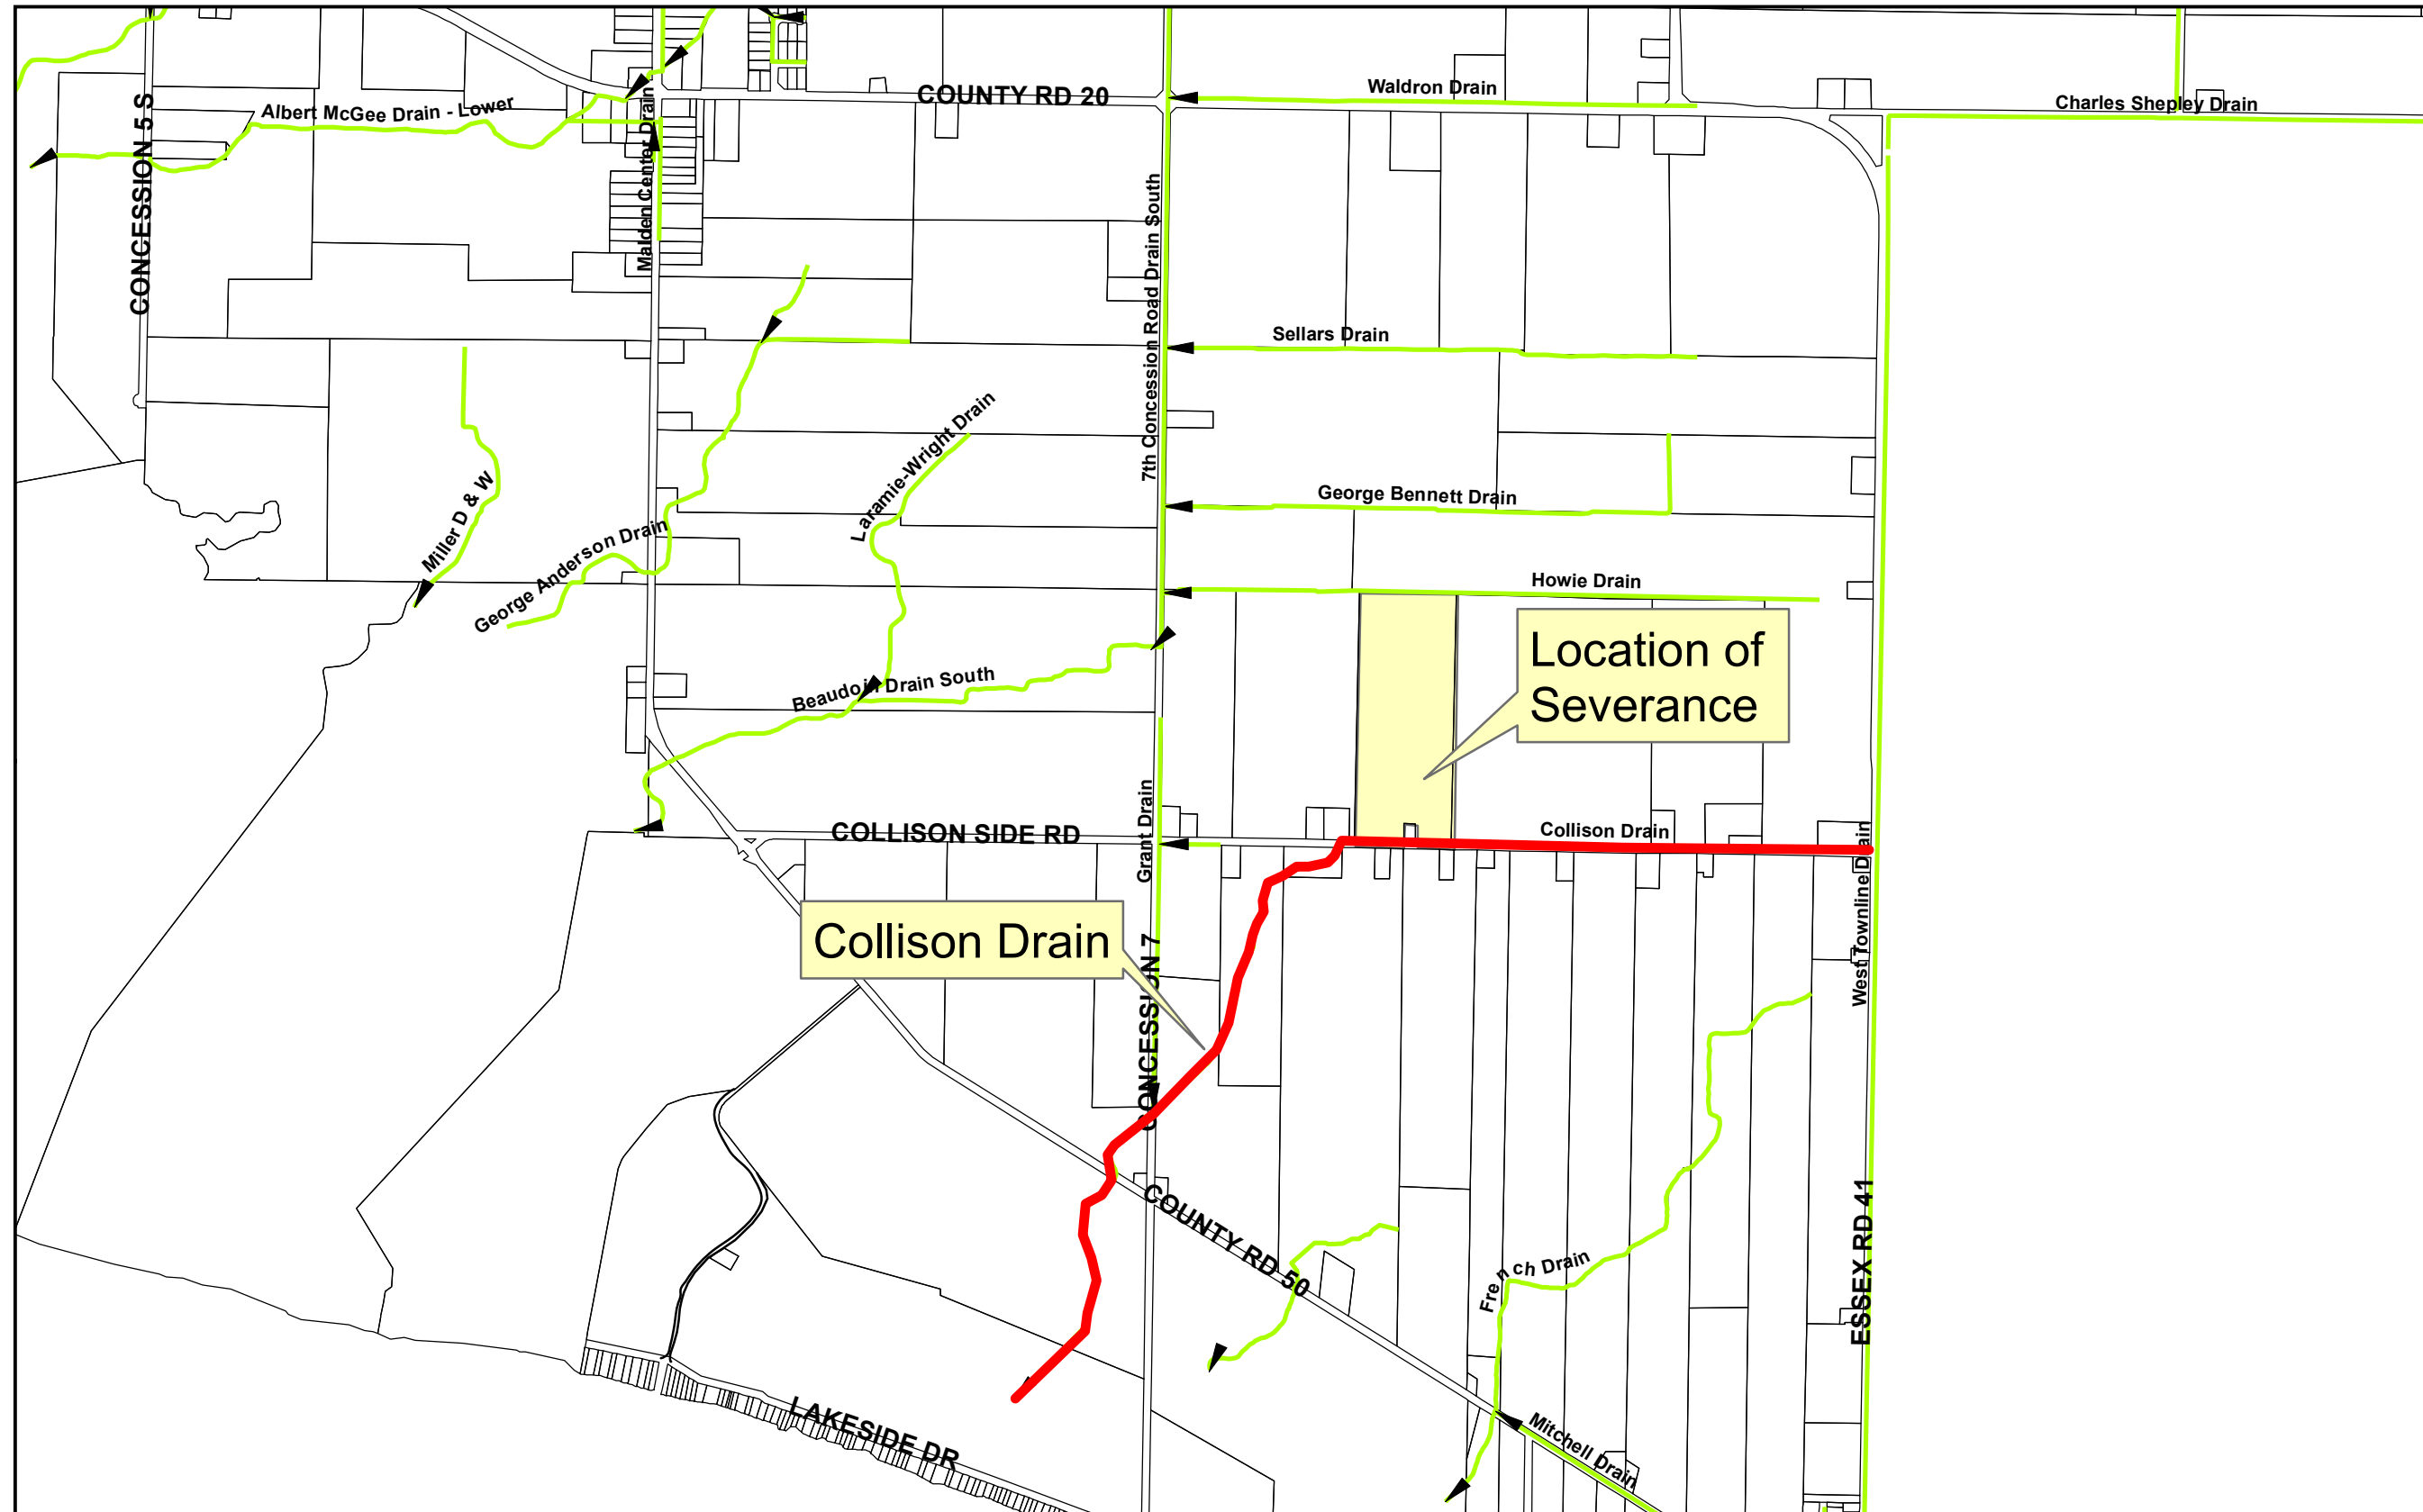 COUNTY RD 20
Waldron Drain
Charles Shepley Drain
Albert McGee Drain - Lower
CONCESSION 5 S
Malden Center Drain
7th Concession Road Drain South
Sellars Drain
Laramie-Wright Drain
George Bennett Drain
Miller D & W
George Anderson Drain
Howie Drain
Location of
Severance
Beaudoin Drain South
Grant Drain
COLLISON SIDE RD
Collison Drain
West Townline Drain
Collison Drain
CONCESSION 7
COUNTY RD 50
ESSEX RD 41
French Drain
LAKESIDE DR
Mitchell Drain